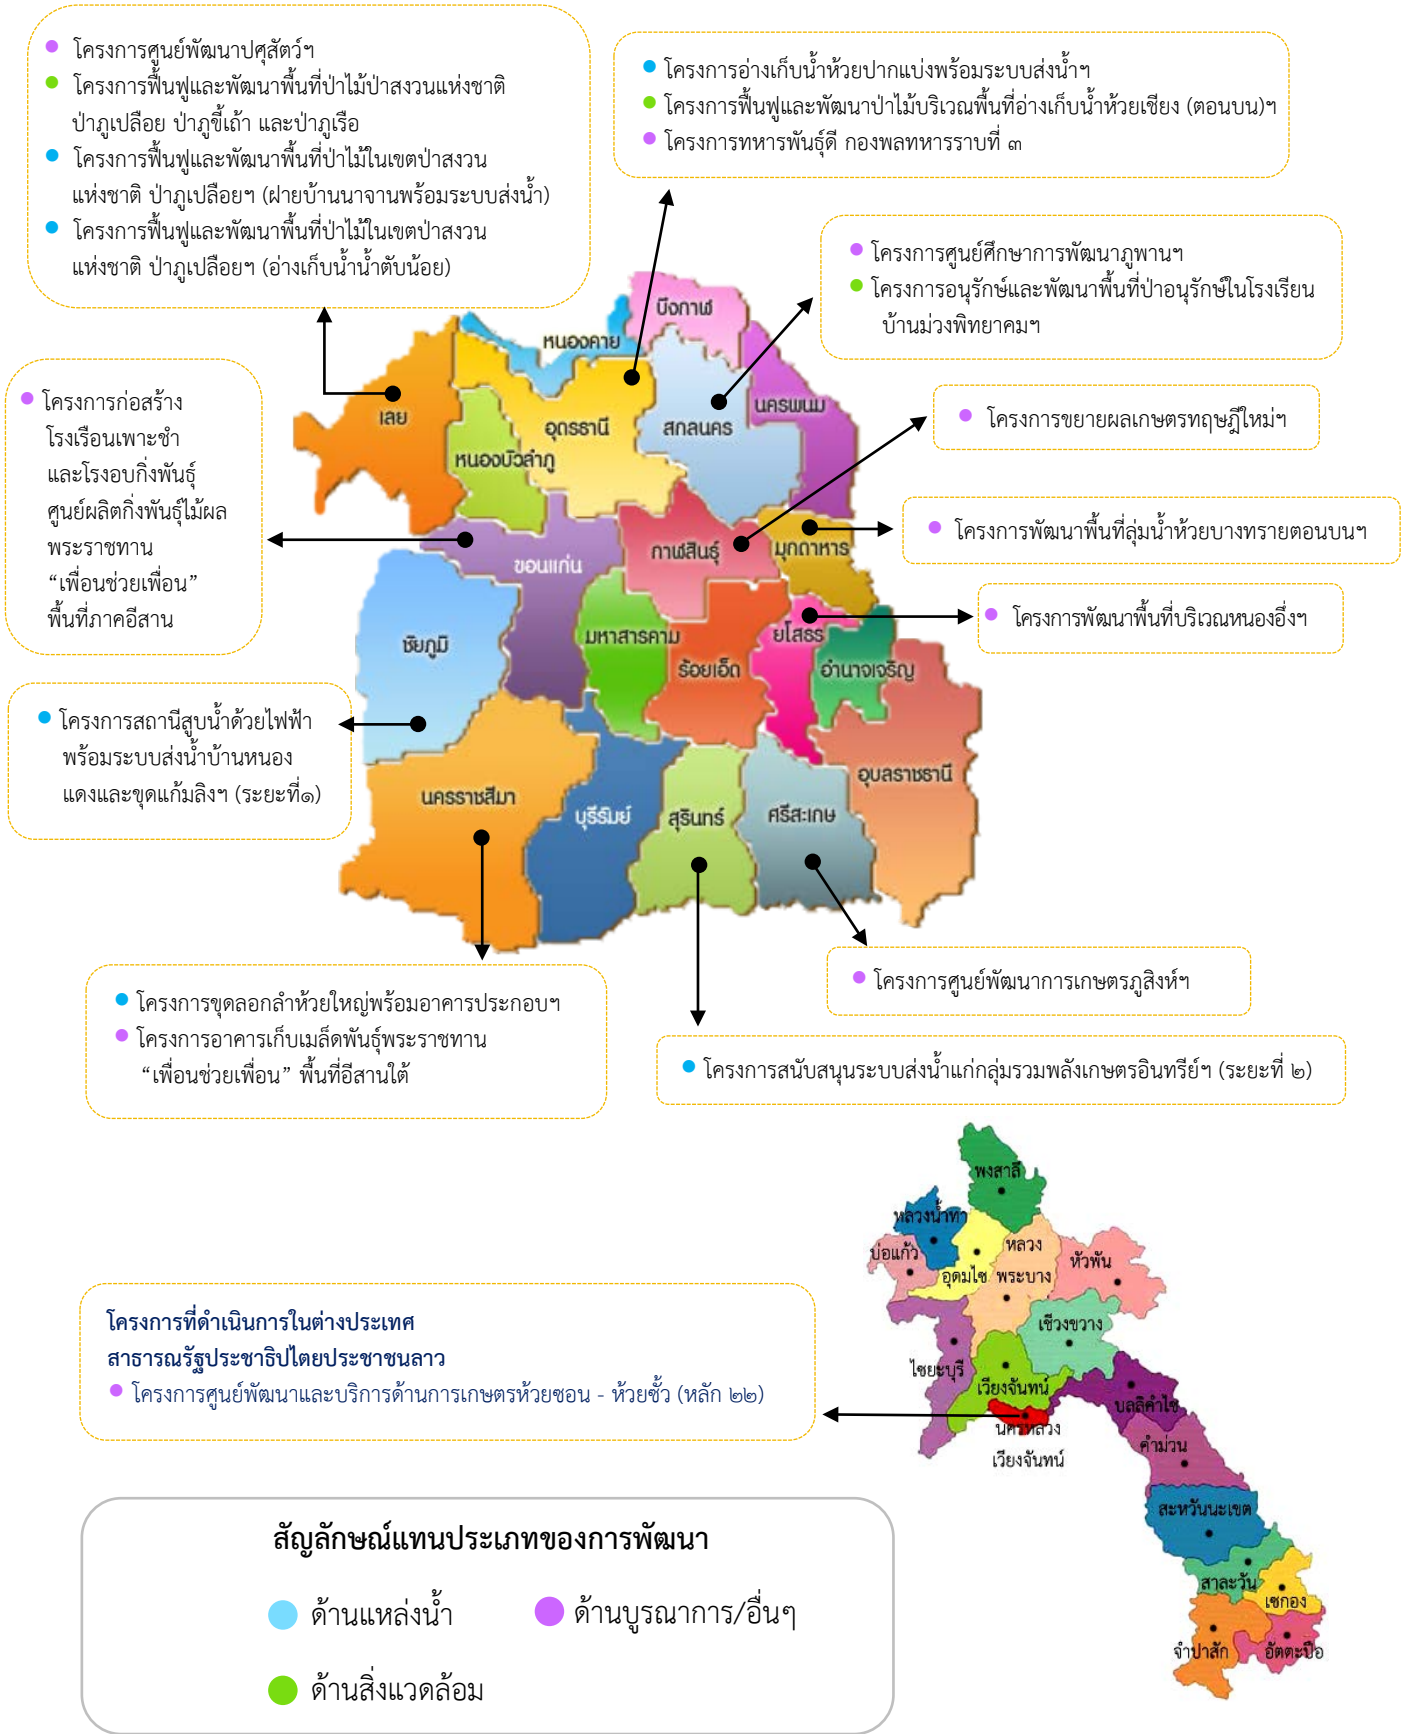 โครงการศูนย์พัฒนาปศุสัตว์ฯ
โครงการฟื้นฟูและพัฒนาพื้นที่ป่าไม้ป่าสงวนแห่งชาติ
ป่าภูเปลือย ป่าภูขี้เถ้า และป่าภูเรือ
โครงการฟื้นฟูและพัฒนาพื้นที่ป่าไม้ในเขตป่าสงวน
แห่งชาติ ป่าภูเปลือยฯ (ฝายบ้านนาจานพร้อมระบบส่งน้ำ)
โครงการฟื้นฟูและพัฒนาพื้นที่ป่าไม้ในเขตป่าสงวน
แห่งชาติ ป่าภูเปลือยฯ (อ่างเก็บน้ำน้ำตับน้อย)
โครงการอ่างเก็บน้ำห้วยปากแบ่งพร้อมระบบส่งน้ำฯ
โครงการฟื้นฟูและพัฒนาป่าไม้บริเวณพื้นที่อ่างเก็บน้ำห้วยเชียง (ตอนบน)ฯ
โครงการทหารพันธุ์ดี กองพลทหารราบที่ ๓
โครงการศูนย์ศึกษาการพัฒนาภูพานฯ
โครงการอนุรักษ์และพัฒนาพื้นที่ป่าอนุรักษ์ในโรงเรียน
บ้านม่วงพิทยาคมฯ
โครงการก่อสร้าง
โรงเรือนเพาะชำ
และโรงอบกิ่งพันธุ์
ศูนย์ผลิตกิ่งพันธุ์ไม้ผล
พระราชทาน
“เพื่อนช่วยเพื่อน”
พื้นที่ภาคอีสาน
โครงการขยายผลเกษตรทฤษฎีใหม่ฯ
โครงการพัฒนาพื้นที่ลุ่มน้ำห้วยบางทรายตอนบนฯ
โครงการพัฒนาพื้นที่บริเวณหนองอึ่งฯ
โครงการสถานีสูบน้ำด้วยไฟฟ้า
พร้อมระบบส่งน้ำบ้านหนอง
แดงและขุดแก้มลิงฯ (ระยะที่๑)
บึงกาฬ
หนองคาย
เลย
อุดรธานี
สกลนคร
นครพนม
หนองบัวลำภู
ขอนแก่น
กาฬสินธุ์
มุกดาหาร
ชัยภูมิ
มหาสารคาม
ร้อยเอ็ด
ยโสธร
อำนาจเจริญ
นครราชสีมา
บุรีรัมย์
สุรินทร์
ศรีสะเกษ
อุบลราชธานี
โครงการศูนย์พัฒนาการเกษตรภูสิงห์ฯ
โครงการขุดลอกลำห้วยใหญ่พร้อมอาคารประกอบฯ
โครงการอาคารเก็บเมล็ดพันธุ์พระราชทาน
“เพื่อนช่วยเพื่อน” พื้นที่อีสานใต้
โครงการสนับสนุนระบบส่งน้ำแก่กลุ่มรวมพลังเกษตรอินทรีย์ฯ (ระยะที่ ๒)
พงสาลี
หลวงน้ำทา
บ่อแก้ว
อุดมไช
หลวง
พระบาง
หัวพัน
เชียงขวาง
ไชยะบุรี
เวียงจันทน์
บลลิคำไช
นครหลวง
เวียงจันทน์
คำม่วน
สะหวันนะเขต
สาละวัน
เซกอง
จำปาสัก
อัตตะปือ
โครงการที่ดำเนินการในต่างประเทศ
สาธารณรัฐประชาธิปไตยประชาชนลาว
โครงการศูนย์พัฒนาและบริการด้านการเกษตรห้วยซอน - ห้วยซั้ว (หลัก ๒๒)
สัญลักษณ์แทนประเภทของการพัฒนา
ด้านแหล่งน้ำ
ด้านบูรณาการ/อื่นๆ
ด้านสิ่งแวดล้อม